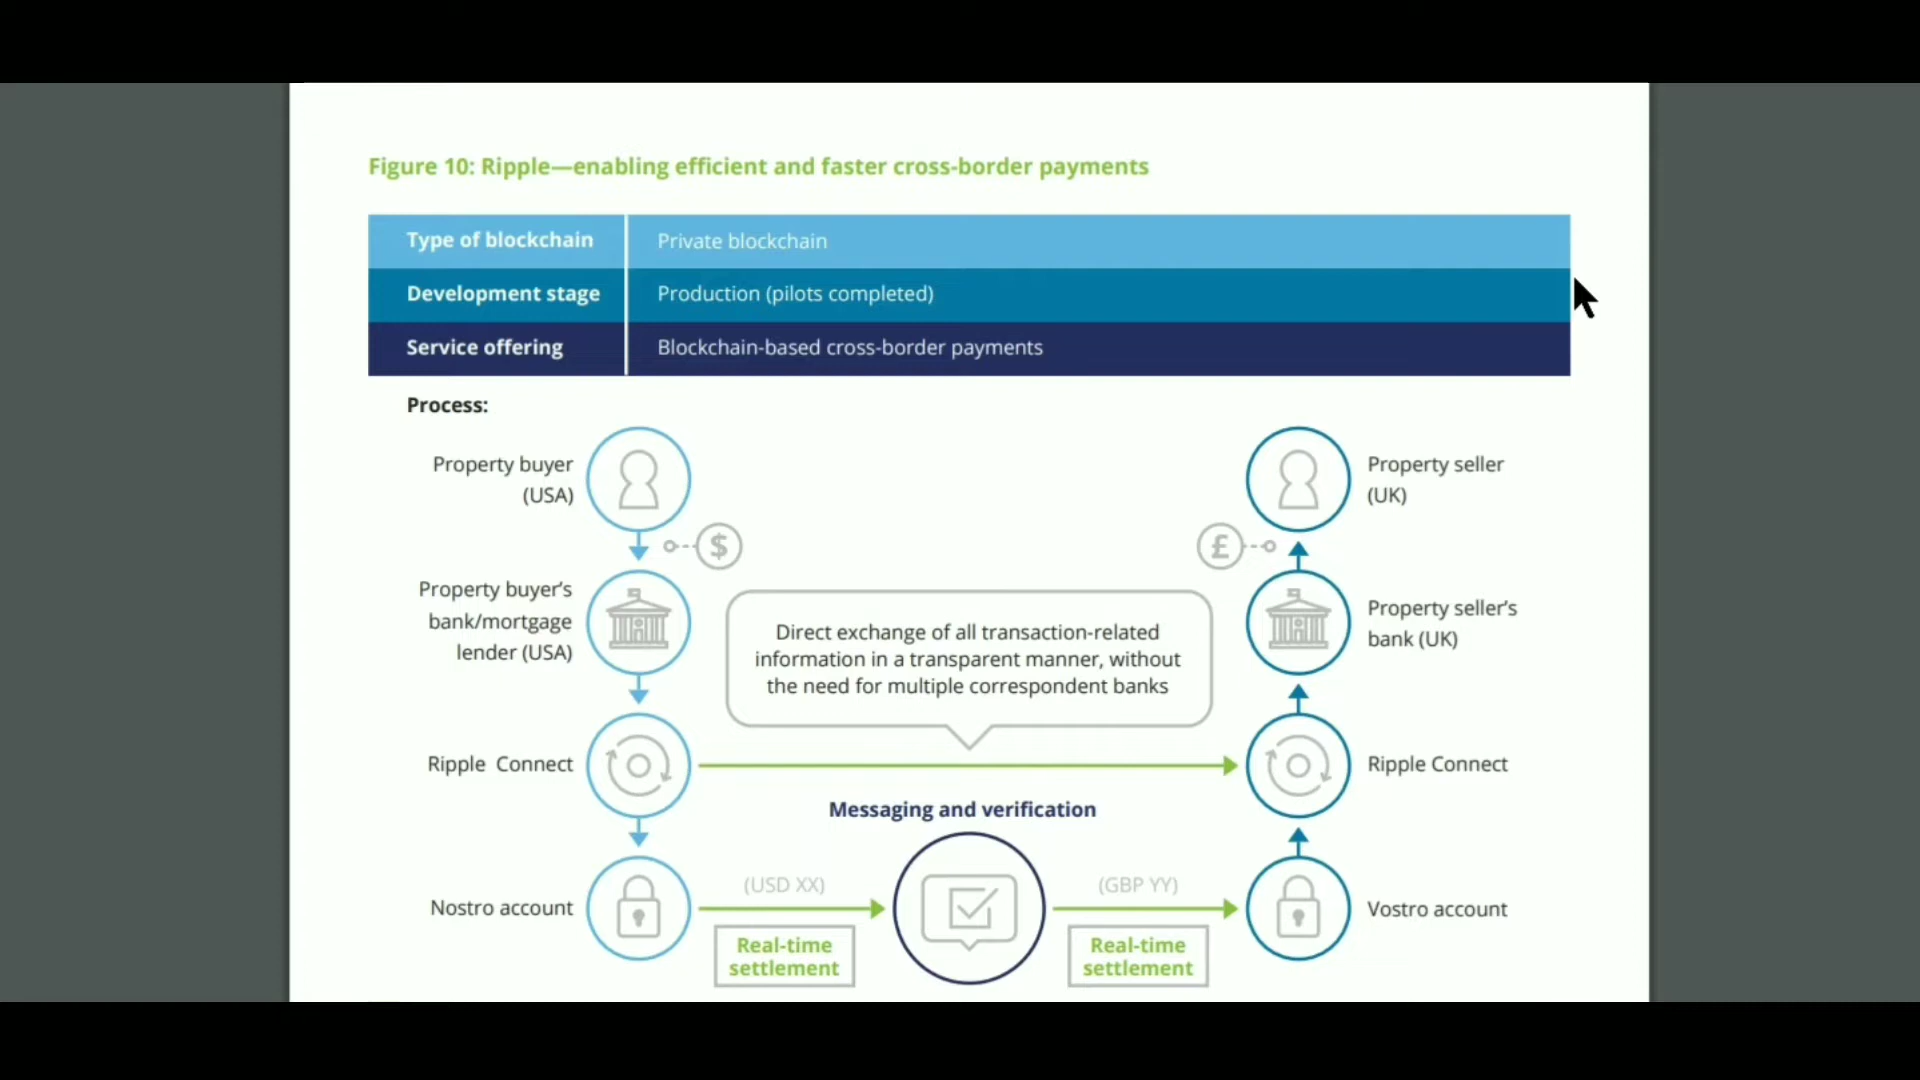 Figure 10: Ripple—enabling efficient and faster cross-border payments
Type of blockchain
Private blockchain
Development stage
Production (pilots completed)
Service offering
Blockchain-based cross-border payments
Process:
Property buyer
(USA)
Property seller
(UK)
$
£
Property buyer’s
bank/mortgage
lender (USA)
Direct exchange of all transaction-related
information in a transparent manner, without
the need for multiple correspondent banks
Property seller’s
bank (UK)
Ripple  Connect
Ripple Connect
Messaging and verification
Nostro account
(USD XX)
Real-time
settlement
(GBP YY)
Real-time
settlement
Vostro account